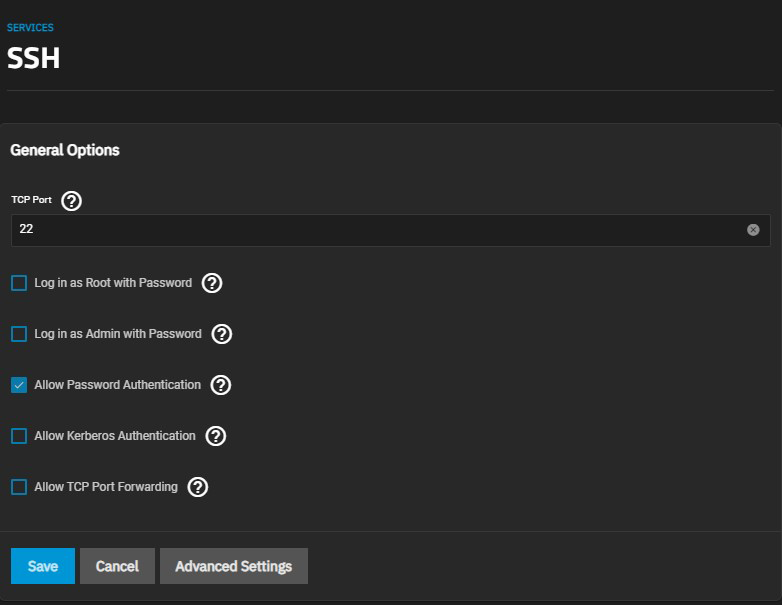 SERVICES
SSH
General Options
TCP Port ?
22
Log in as Root with Password ?
Log in as Admin with Password ?
Allow Password Authentication ?
Allow Kerberos Authentication ?
Allow TCP Port Forwarding ?
Save Cancel Advanced Settings